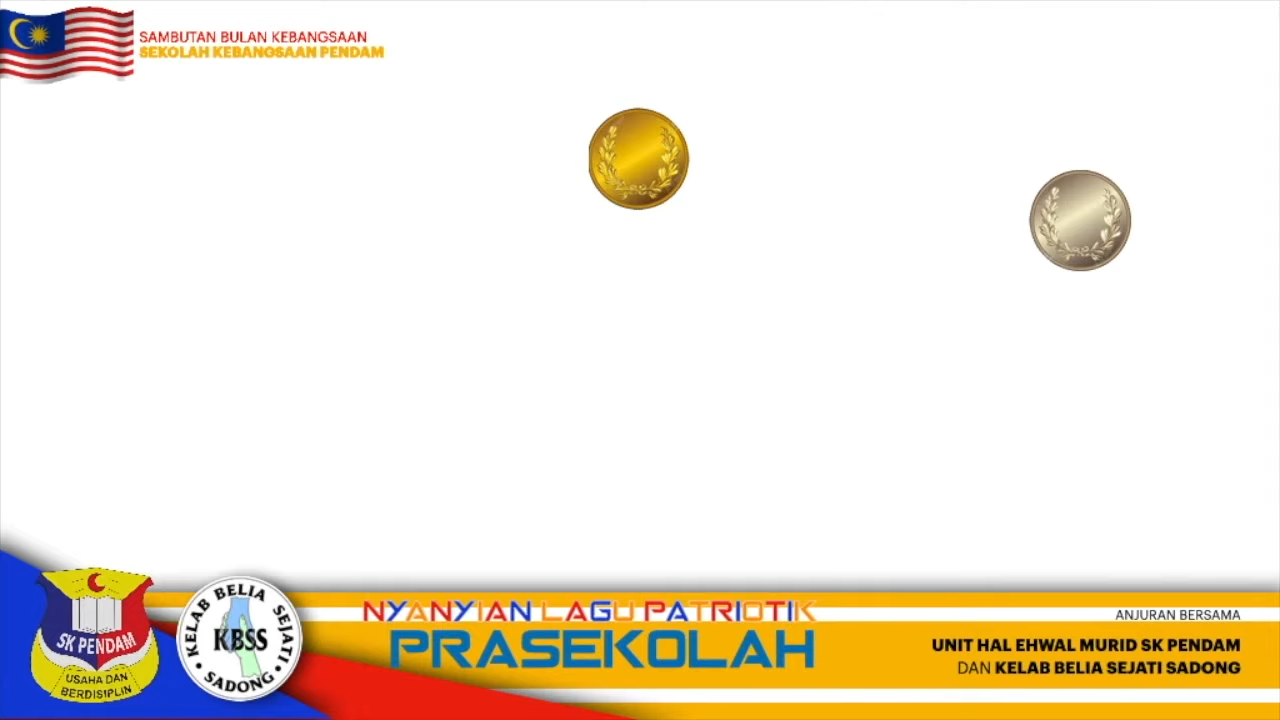 SAMBUTAN BULAN KEBANGSAAN
SEKOLAH KEBANGSAAN PENDAM
SK PENDAM
USAHA DAN
BERDISIPLIN
KELAB BELIA SEJATI
KBSS
• SADONG •
NYANYIAN LAGU PATRIOTIK
PRASEKOLAH
ANJURAN BERSAMA
UNIT HAL EHWAL MURID SK PENDAM
DAN KELAB BELIA SEJATI SADONG